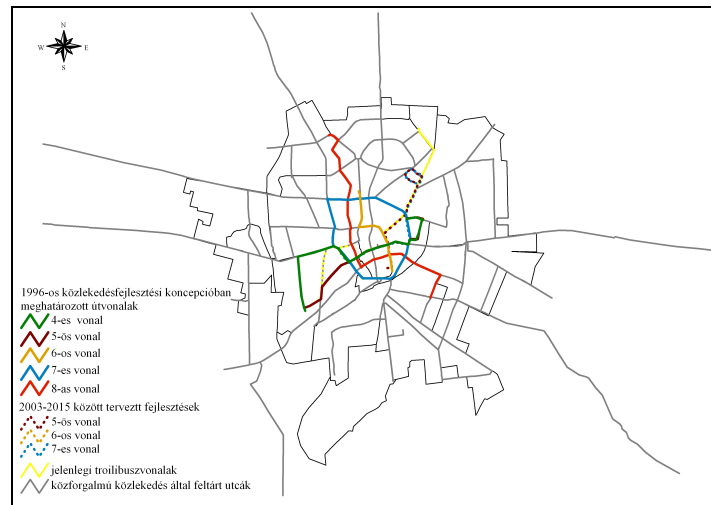 N
W E
S
1996-os közlekedésfejlesztési koncepcióban
meghatározott útvonalak
4-es vonal
5-ös vonal
6-os vonal
7-es vonal
8-as vonal
2003-2015 között terveztt fejlesztések
5-ös vonal
6-os vonal
7-es vonal
jelenlegi troilibuszvonalak
közforgalmú közlekedés által feltárt utcák